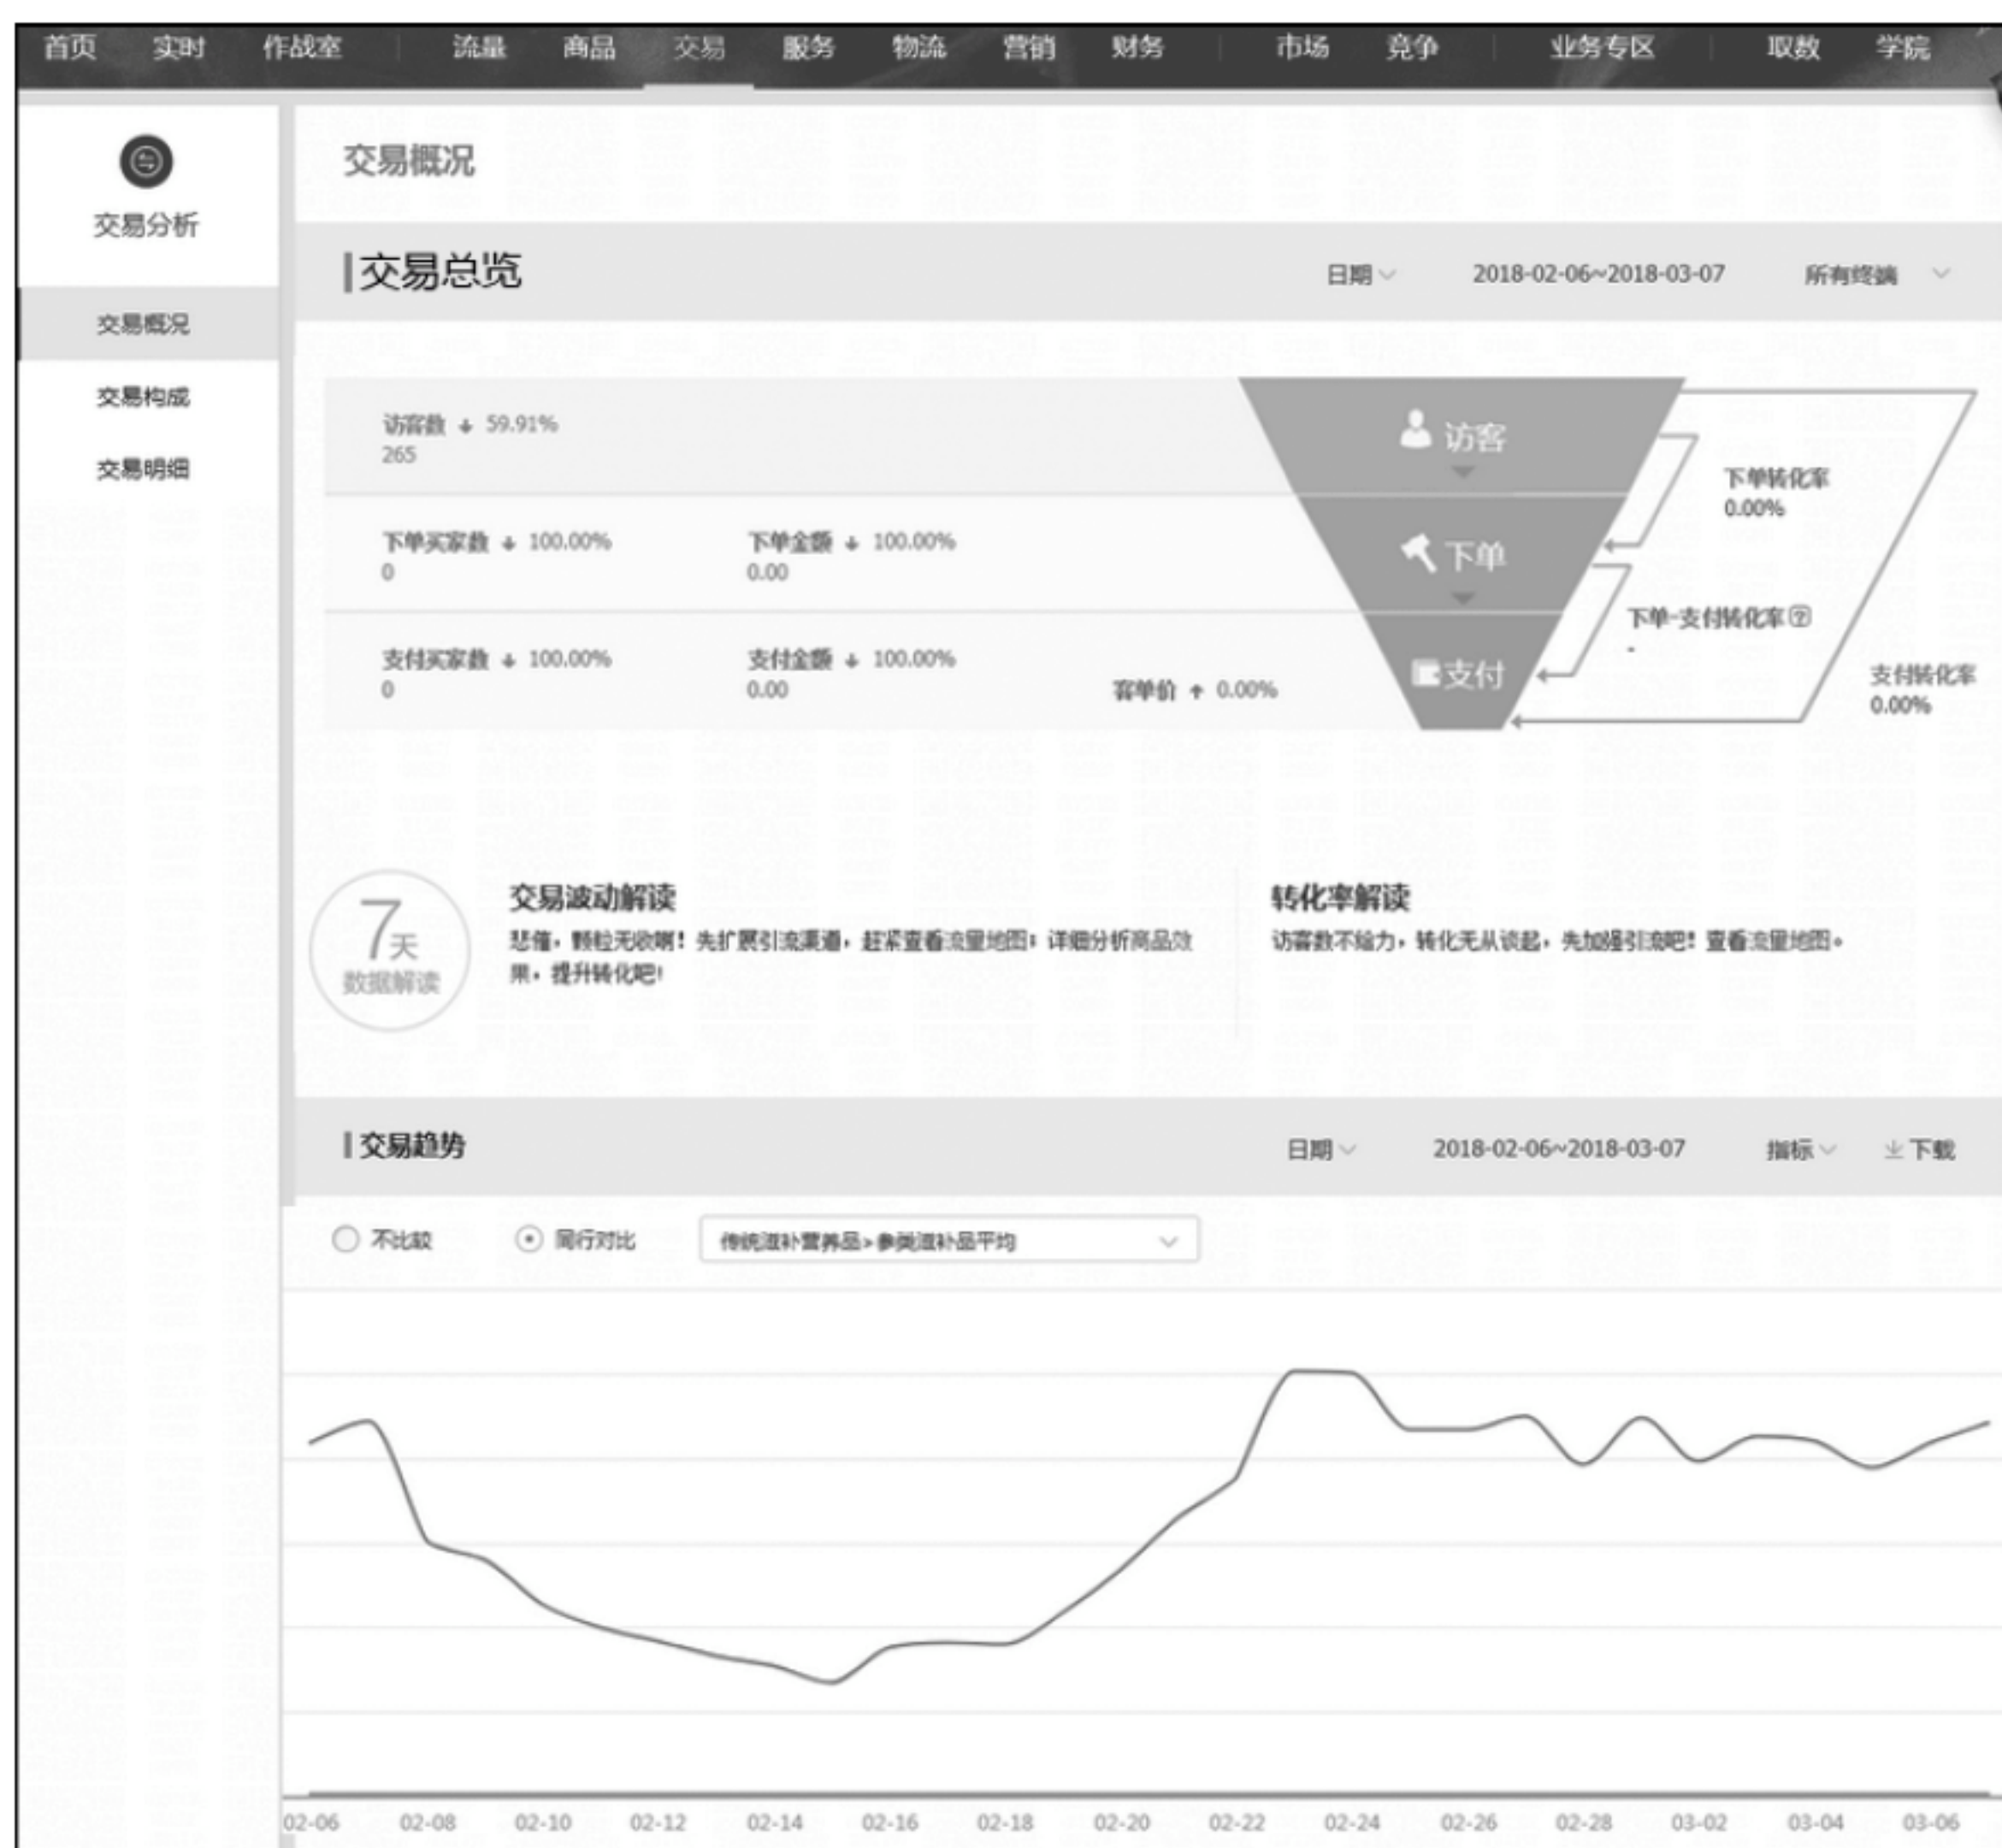 首页 实时 作战室 流量 商品 交易 服务 物流 营销 财务 市场 竞争 业务专区 取数 学院
交易分析
交易概况
交易构成
交易明细
交易概况
交易总览 日期 2018-02-06~2018-03-07 所有终端
访客数 ↓ 59.91%
265
下单买家数 ↓ 100.00% 下单金额 ↓ 100.00%
0 0.00
支付买家数 ↓ 100.00% 支付金额 ↓ 100.00% 客单价 ↑ 0.00%
0 0.00
访客
下单
支付
下单转化率
0.00%
下单-支付转化率?
-
支付转化率
0.00%
7天
数据解读
交易波动解读
悲催，颗粒无收啊！先扩展引流渠道，赶紧查看流量地图；详细分析商品效
果，提升转化吧！
转化率解读
访客数不给力，转化无从谈起，先加强引流吧！查看流量地图。
交易趋势 日期 2018-02-06~2018-03-07 指标 下载
不比较 同行对比 传统滋补营养品>参类滋补品平均
02-06 02-08 02-10 02-12 02-14 02-16 02-18 02-20 02-22 02-24 02-26 02-28 03-02 03-04 03-06